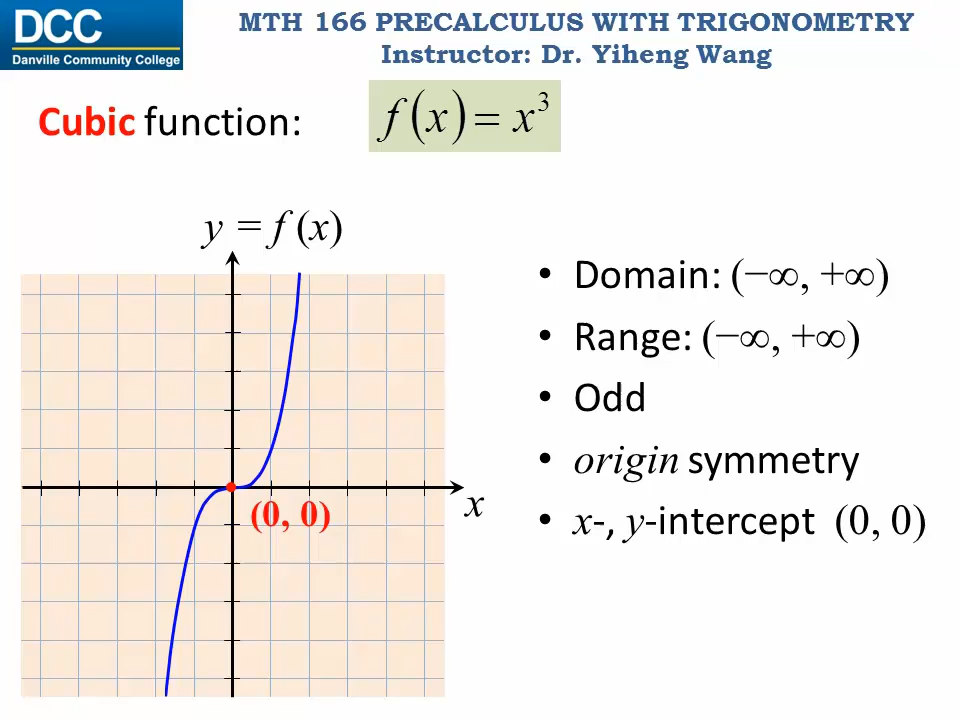 DCC
Danville Community College
MTH 166 PRECALCULUS WITH TRIGONOMETRY
Instructor: Dr. Yiheng Wang
Cubic function:
f(x) = x³
y = f (x)
x
(0, 0)
• Domain: (−∞, +∞)
• Range: (−∞, +∞)
• Odd
• origin symmetry
• x-, y-intercept (0, 0)